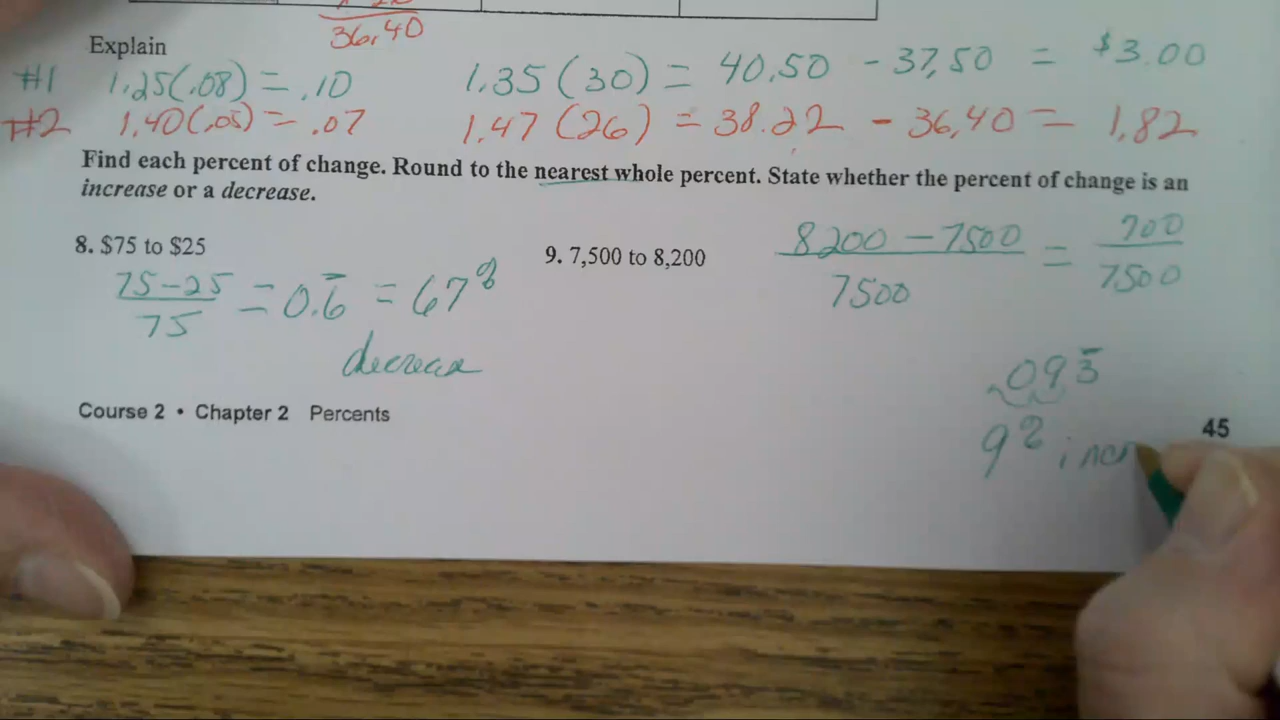 36,40
Explain
#1 1.25(.08) = .10 1.35 (30) = 40.50 - 37,50 = $3.00
#2 1.40(.05) = .07 1.47 (26) = 38.22 - 36,40 = 1,82
Find each percent of change. Round to the nearest whole percent. State whether the percent of change is an
increase or a decrease.
8. $75 to $25
75-25
75
= 0.6̅ = 67%
decrease
9. 7,500 to 8,200
8200 - 7500
7500
=
700
7500
.093̅
9% incr
Course 2 • Chapter 2 Percents
45